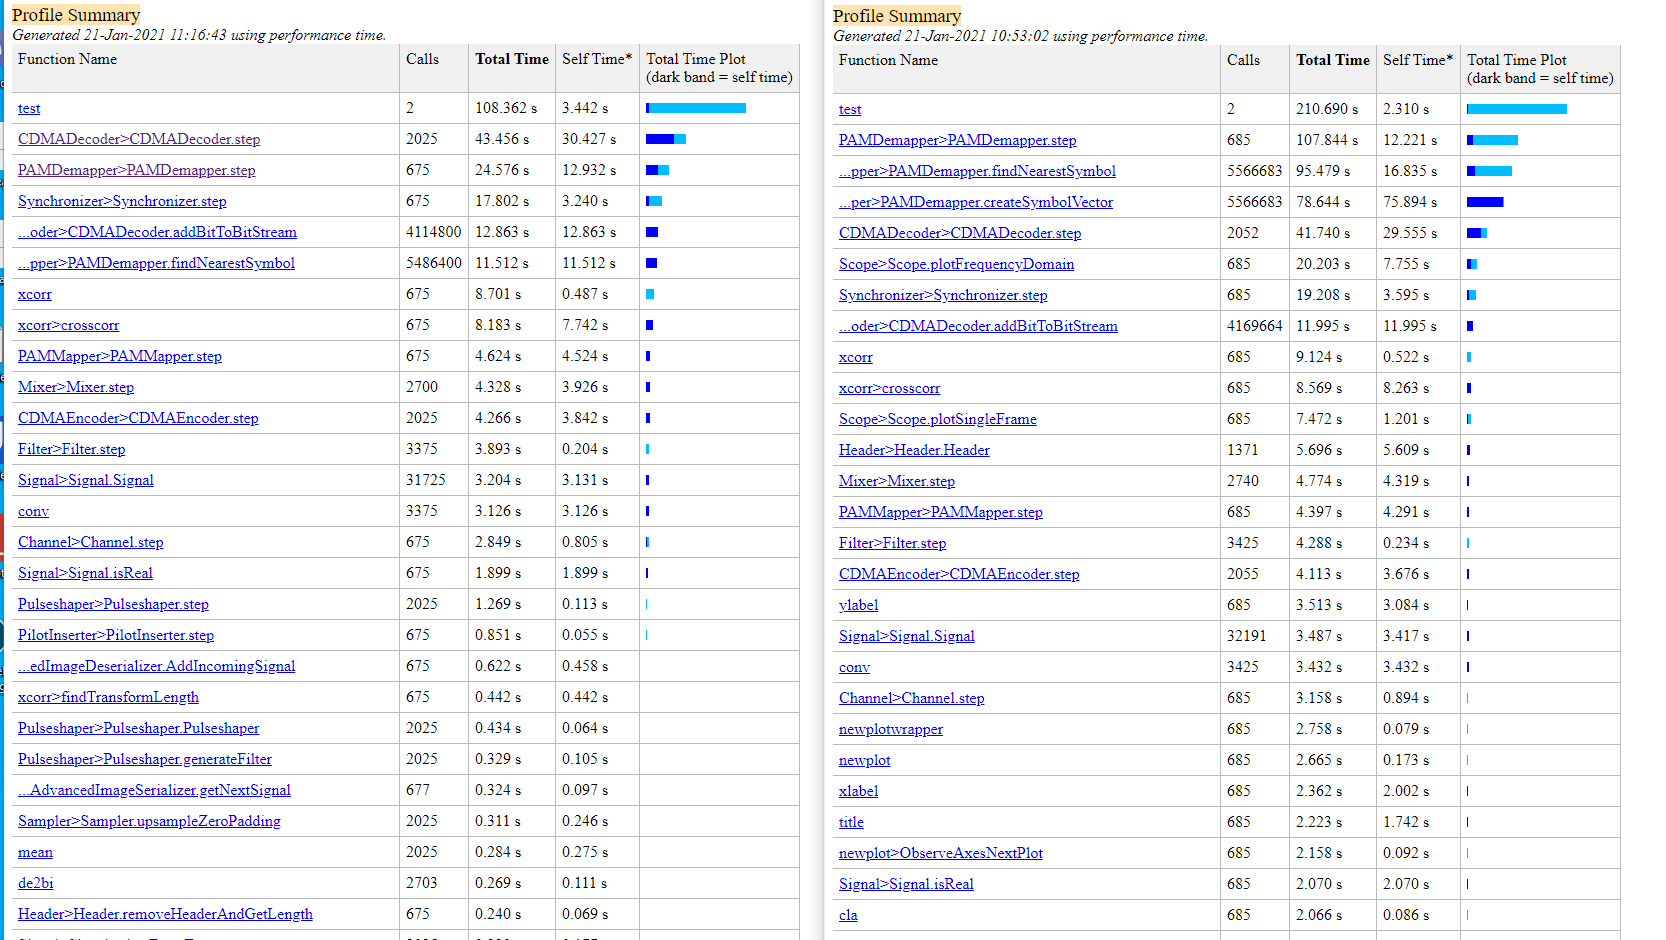 Profile Summary
Generated 21-Jan-2021 11:16:43 using performance time.
Function Name Calls Total Time Self Time* Total Time Plot
(dark band = self time)
test 2 108.362 s 3.442 s
CDMADecoder>CDMADecoder.step 2025 43.456 s 30.427 s
PAMDemapper>PAMDemapper.step 675 24.576 s 12.932 s
Synchronizer>Synchronizer.step 675 17.802 s 3.240 s
...oder>CDMADecoder.addBitToBitStream 4114800 12.863 s 12.863 s
...pper>PAMDemapper.findNearestSymbol 5486400 11.512 s 11.512 s
xcorr 675 8.701 s 0.487 s
xcorr>crosscorr 675 8.183 s 7.742 s
PAMMapper>PAMMapper.step 675 4.624 s 4.524 s
Mixer>Mixer.step 2700 4.328 s 3.926 s
CDMAEncoder>CDMAEncoder.step 2025 4.266 s 3.842 s
Filter>Filter.step 3375 3.893 s 0.204 s
Signal>Signal.Signal 31725 3.204 s 3.131 s
conv 3375 3.126 s 3.126 s
Channel>Channel.step 675 2.849 s 0.805 s
Signal>Signal.isReal 675 1.899 s 1.899 s
Pulseshaper>Pulseshaper.step 2025 1.269 s 0.113 s
PilotInserter>PilotInserter.step 675 0.851 s 0.055 s
...edImageDeserializer.AddIncomingSignal 675 0.622 s 0.458 s
xcorr>findTransformLength 675 0.442 s 0.442 s
Pulseshaper>Pulseshaper.Pulseshaper 2025 0.434 s 0.064 s
Pulseshaper>Pulseshaper.generateFilter 2025 0.329 s 0.105 s
...AdvancedImageSerializer.getNextSignal 677 0.324 s 0.097 s
Sampler>Sampler.upsampleZeroPadding 2025 0.311 s 0.246 s
mean 2025 0.284 s 0.275 s
de2bi 2703 0.269 s 0.111 s
Header>Header.removeHeaderAndGetLength 675 0.240 s 0.069 s
Profile Summary
Generated 21-Jan-2021 10:53:02 using performance time.
Function Name Calls Total Time Self Time* Total Time Plot
(dark band = self time)
test 2 210.690 s 2.310 s
PAMDemapper>PAMDemapper.step 685 107.844 s 12.221 s
...pper>PAMDemapper.findNearestSymbol 5566683 95.479 s 16.835 s
...per>PAMDemapper.createSymbolVector 5566683 78.644 s 75.894 s
CDMADecoder>CDMADecoder.step 2052 41.740 s 29.555 s
Scope>Scope.plotFrequencyDomain 685 20.203 s 7.755 s
Synchronizer>Synchronizer.step 685 19.208 s 3.595 s
...oder>CDMADecoder.addBitToBitStream 4169664 11.995 s 11.995 s
xcorr 685 9.124 s 0.522 s
xcorr>crosscorr 685 8.569 s 8.263 s
Scope>Scope.plotSingleFrame 685 7.472 s 1.201 s
Header>Header.Header 1371 5.696 s 5.609 s
Mixer>Mixer.step 2740 4.774 s 4.319 s
PAMMapper>PAMMapper.step 685 4.397 s 4.291 s
Filter>Filter.step 3425 4.288 s 0.234 s
CDMAEncoder>CDMAEncoder.step 2055 4.113 s 3.676 s
ylabel 685 3.513 s 3.084 s
Signal>Signal.Signal 32191 3.487 s 3.417 s
conv 3425 3.432 s 3.432 s
Channel>Channel.step 685 3.158 s 0.894 s
newplotwrapper 685 2.758 s 0.079 s
newplot 685 2.665 s 0.173 s
xlabel 685 2.362 s 2.002 s
title 685 2.223 s 1.742 s
newplot>ObserveAxesNextPlot 685 2.158 s 0.092 s
Signal>Signal.isReal 685 2.070 s 2.070 s
cla 685 2.066 s 0.086 s